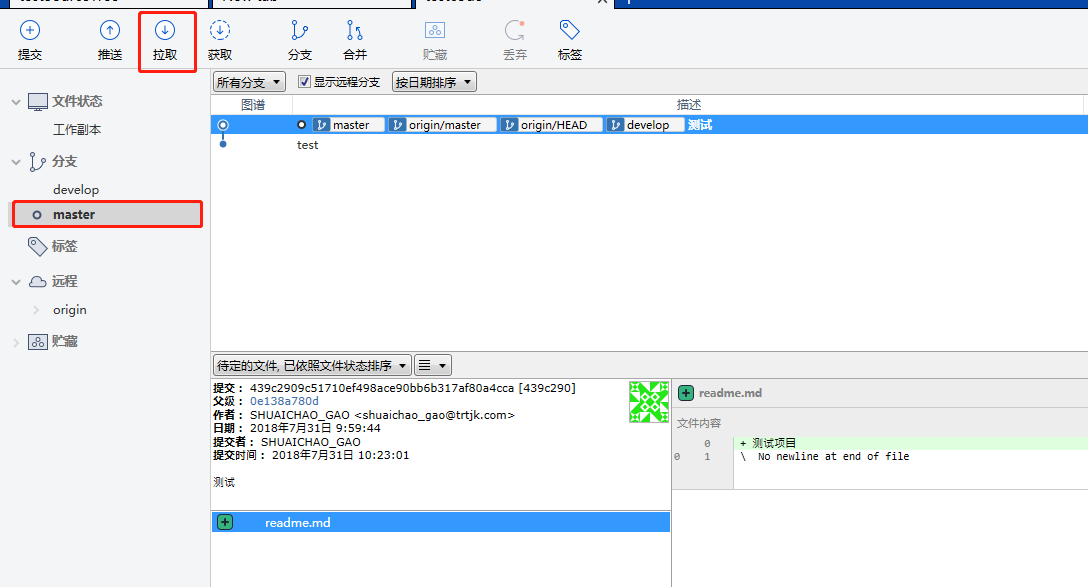 提交 推送 拉取 获取 分支 合并 贮藏 丢弃 标签
所有分支 显示远程分支 按日期排序
图谱 描述
master origin/master origin/HEAD develop 测试
test
文件状态
工作副本
分支
develop
master
标签
远程
origin
贮藏
待定的文件, 已依照文件状态排序
提交： 439c2909c51710ef498ace90bb6b317af80a4cca [439c290]
父级： 0e138a780d
作者： SHUAICHAO_GAO <shuaichao_gao@trtjk.com>
日期： 2018年7月31日 9:59:44
提交者： SHUAICHAO_GAO
提交时间： 2018年7月31日 10:23:01
测试
readme.md
readme.md
文件内容
0 + 测试项目
0 1 \ No newline at end of file